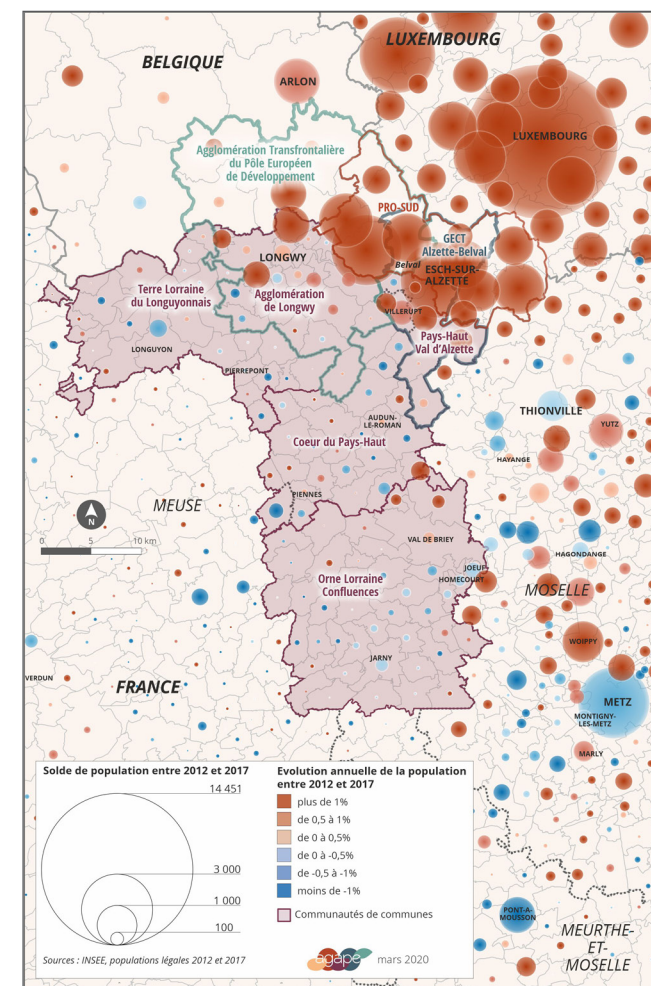 LUXEMBOURG
BELGIQUE
ARLON
LUXEMBOURG
Agglomération Transfrontalière
du Pôle Européen
de Développement
PRO-SUD
GECT
Alzette-Belval
LONGWY
Belval
ESCH-SUR-
ALZETTE
Terre Lorraine
du Longuyonnais
Agglomération
de Longwy
VILLERUPT
Pays-Haut
Val d'Alzette
LONGUYON
PIERREPONT
THIONVILLE
AUDUN-
LE-ROMAN
YUTZ
Coeur du Pays-Haut
HAYANGE
MEUSE
PIENNES
N
0 5 10 km
VAL DE BRIEY
HAGONDANGE
JOEUF
HOMECOURT
Orne Lorraine
Confluences
MOSELLE
WOIPPY
JARNY
VERDUN
FRANCE
METZ
MONTIGNY-
LES-METZ
MARLY
Solde de population entre 2012 et 2017
14 451
3 000
1 000
100
Sources : INSEE, populations légales 2012 et 2017
Evolution annuelle de la population
entre 2012 et 2017
plus de 1%
de 0,5 à 1%
de 0 à 0,5%
de 0 à -0,5%
de -0,5 à -1%
moins de -1%
Communautés de communes
agape
mars 2020
PONT-A-
MOUSSON
MEURTHE-
ET-
MOSELLE